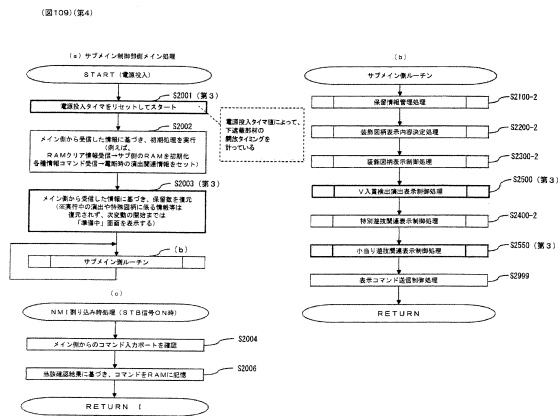 (図109)(第4)
(a) サブメイン制御部側メイン処理
START (電源投入)
S2001 (第3)
電源投入タイマをリセットしてスタート
S2002
メイン側から受信した情報に基づき、初期処理を実行
(例えば、
RAMクリア情報受信→サブ側のRAMを初期化
各種情報コマンド受信→電断時の演出関連情報をセット)
S2003 (第3)
メイン側から受信した情報に基づき、保留数を復元
(※実行中の演出や特殊図柄に係る情報等は
復元されず、次変動の開始までは
「準備中」画面を表示する)
(b)
サブメイン側ルーチン
電源投入タイマ値によって、
下遮蔽部材の
開放タイミングを
計っている
(c)
NMI割り込み時処理 (STB信号ON時)
メイン側からのコマンド入力ポートを確認
S2004
当該確認結果に基づき、コマンドをRAMに記憶
S2006
RETURN I
(b)
サブメイン側ルーチン
保留情報管理処理
S2100-2
装飾図柄表示内容決定処理
S2200-2
装飾図柄表示制御処理
S2300-2
V入賞検出演出表示制御処理
S2500 (第3)
特別遊技関連表示制御処理
S2400-2
小当り遊技関連表示制御処理
S2550 (第3)
表示コマンド送信制御処理
S2999
RETURN